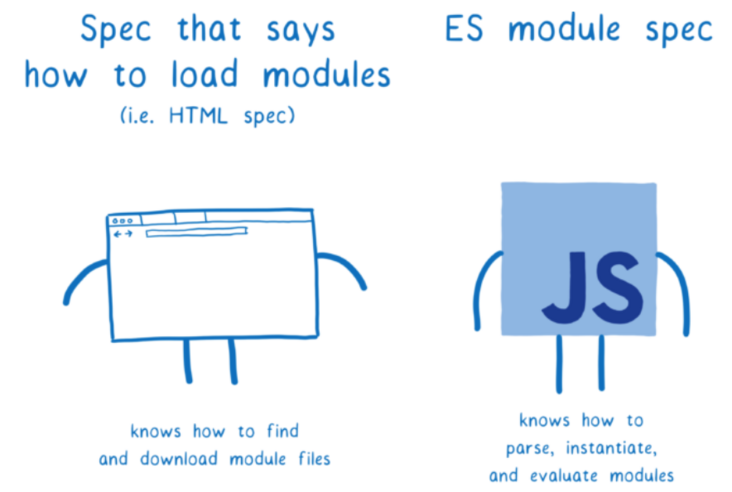 Spec that says
how to load modules
(i.e. HTML spec)
knows how to find
and download module files
ES module spec
JS
knows how to
parse, instantiate,
and evaluate modules